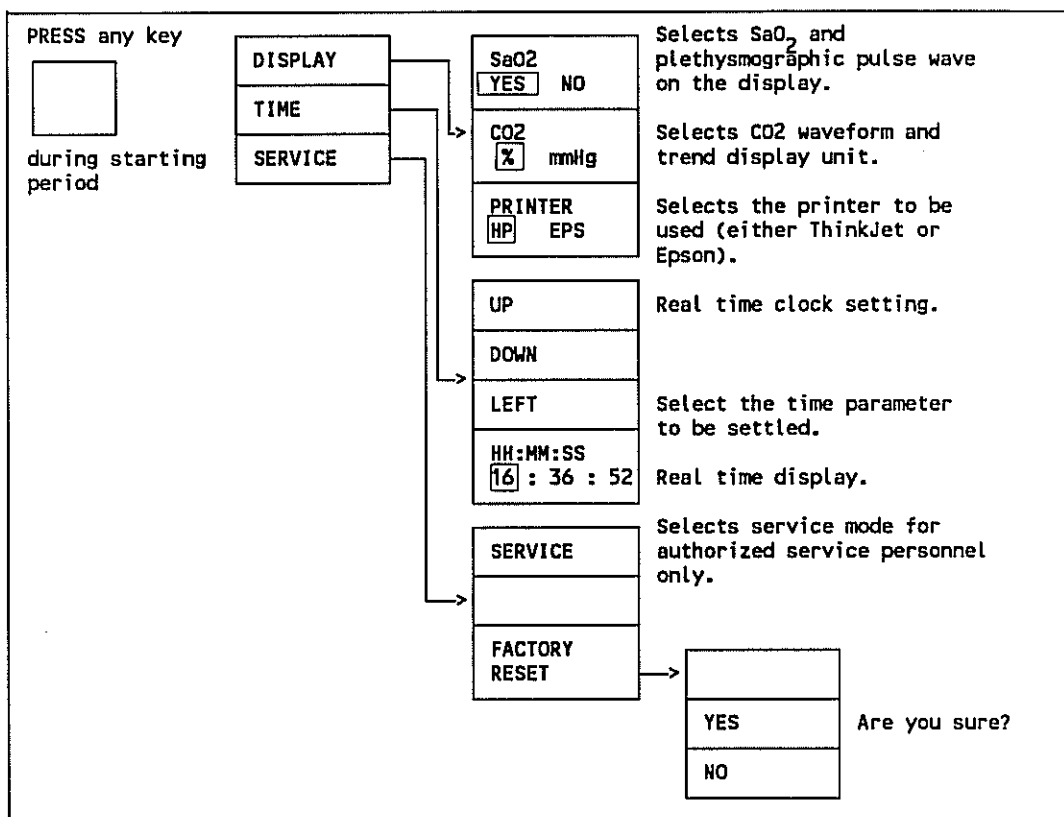 PRESS any key
during starting
period
DISPLAY
TIME
SERVICE
SaO2
YES NO
Selects SaO2 and
plethysmographic pulse wave
on the display.
CO2
% mmHg
Selects CO2 waveform and
trend display unit.
PRINTER
HP EPS
Selects the printer to be
used (either ThinkJet or
Epson).
UP
Real time clock setting.
DOWN
LEFT
Select the time parameter
to be settled.
HH:MM:SS
16 : 36 : 52
Real time display.
SERVICE
Selects service mode for
authorized service personnel
only.
FACTORY
RESET
YES
Are you sure?
NO